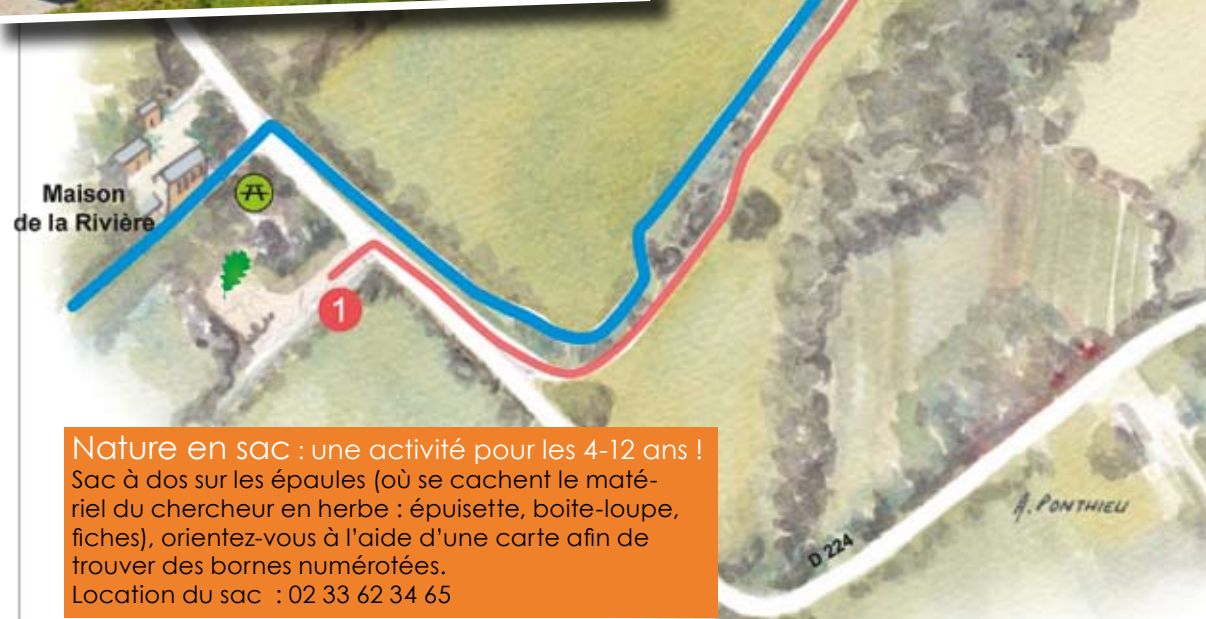 Maison
de la Rivière
1
Nature en sac : une activité pour les 4-12 ans !
Sac à dos sur les épaules (où se cachent le maté-
riel du chercheur en herbe : épuisette, boite-loupe,
fiches), orientez-vous à l'aide d'une carte afin de
trouver des bornes numérotées.
Location du sac : 02 33 62 34 65
A. PONTHIEU
D 224